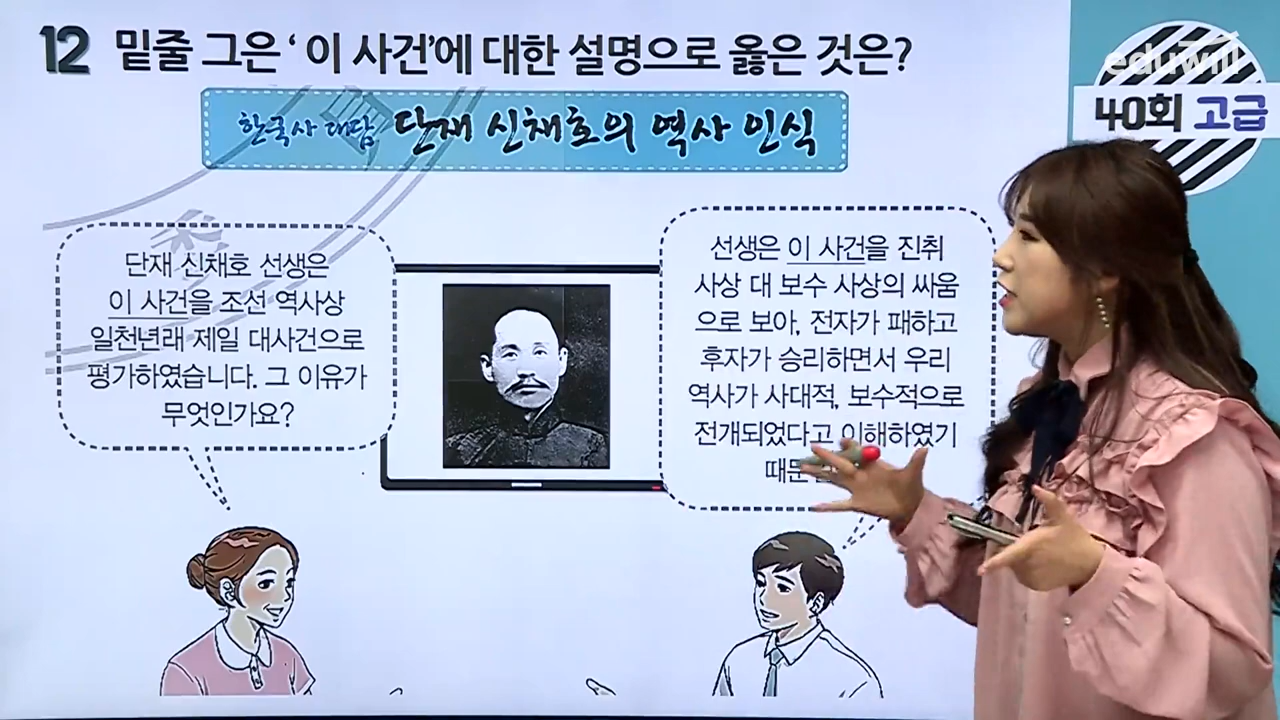 12 밑줄 그은 ‘이 사건’에 대한 설명으로 옳은 것은?
eduwill
40회 고급
한국사 대담 단재 신채호의 역사 인식
단재 신채호 선생은
이 사건을 조선 역사상
일천년래 제일 대사건으로
평가하였습니다. 그 이유가
무엇인가요?
선생은 이 사건을 진취
사상 대 보수 사상의 싸움
으로 보아, 전자가 패하고
후자가 승리하면서 우리
역사가 사대적, 보수적으로
전개되었다고 이해하였기